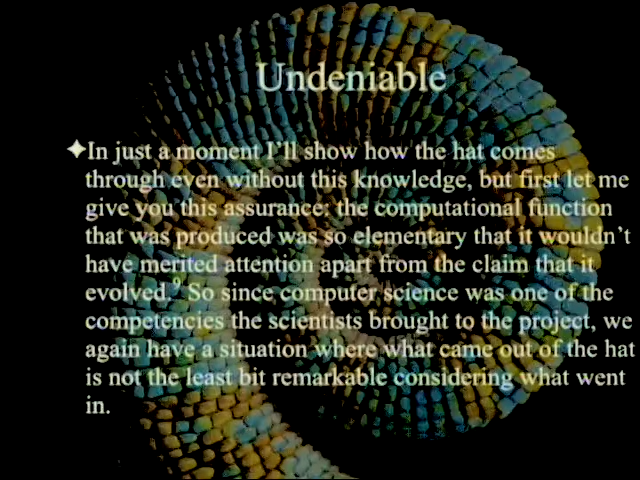 Undeniable
✦In just a moment I'll show how the hat comes
through even without this knowledge, but first let me
give you this assurance: the computational function
that was produced was so elementary that it wouldn't
have merited attention apart from the claim that it
evolved.⁹ So since computer science was one of the
competencies the scientists brought to the project, we
again have a situation where what came out of the hat
is not the least bit remarkable considering what went
in.